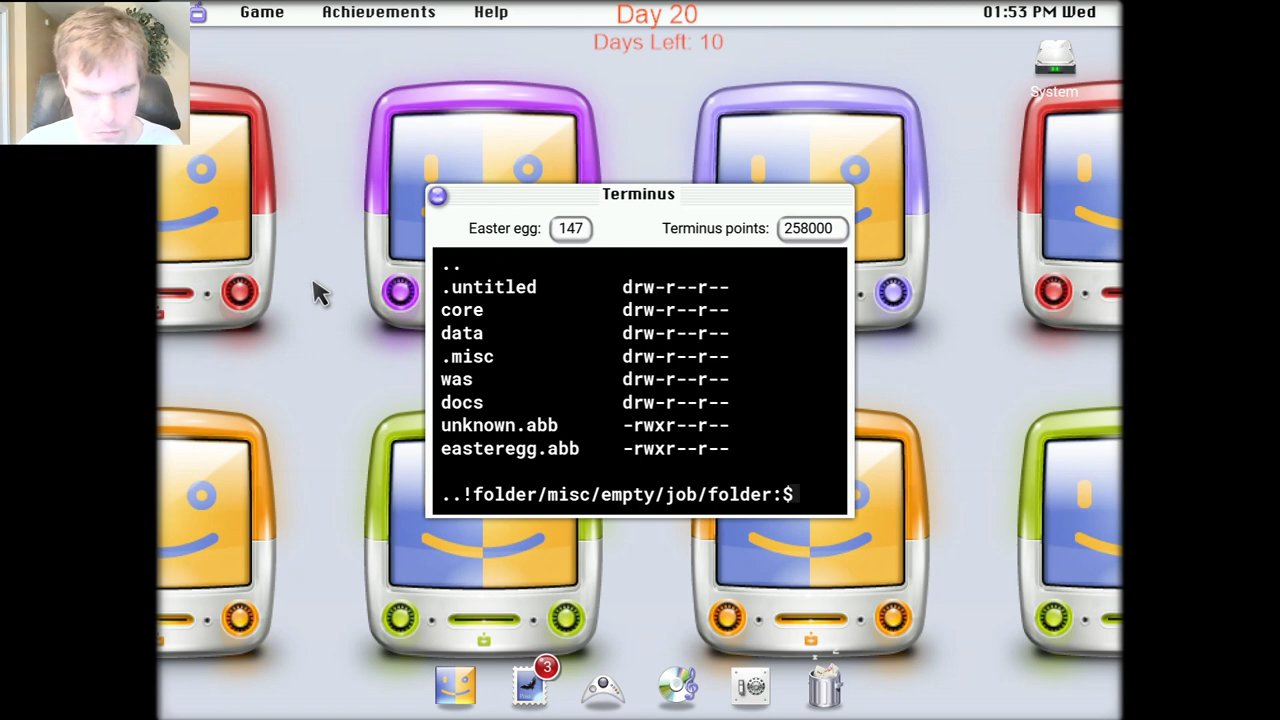 Game Achievements Help Day 20 01:53 PM Wed
Days Left: 10
System
Terminus
Easter egg: 147 Terminus points: 258000
..
.untitled drw-r--r--
core drw-r--r--
data drw-r--r--
.misc drw-r--r--
was drw-r--r--
docs drw-r--r--
unknown.abb -rwxr--r--
easteregg.abb -rwxr--r--
..!folder/misc/empty/job/folder:$
3